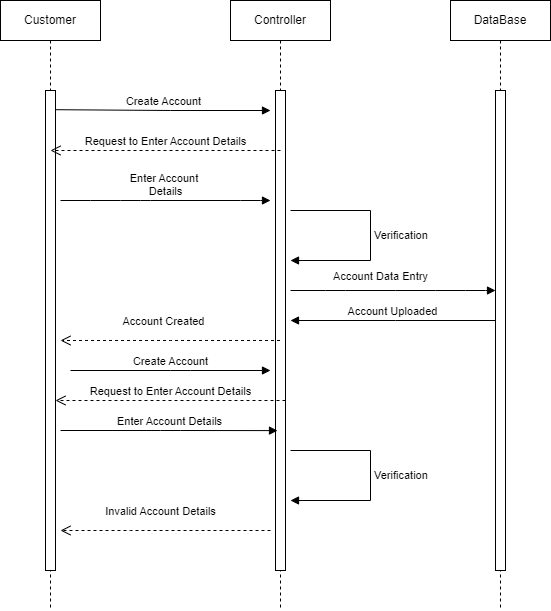 Customer
Controller
DataBase
Create Account
Request to Enter Account Details
Enter Account
Details
Verification
Account Data Entry
Account Uploaded
Account Created
Create Account
Request to Enter Account Details
Enter Account Details
Verification
Invalid Account Details